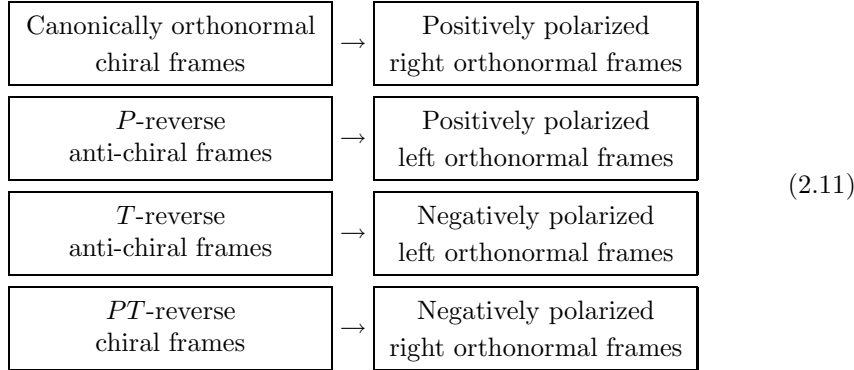 Canonically orthonormal
chiral frames
→
Positively polarized
right orthonormal frames
P-reverse
anti-chiral frames
→
Positively polarized
left orthonormal frames
(2.11)
T-reverse
anti-chiral frames
→
Negatively polarized
left orthonormal frames
PT-reverse
chiral frames
→
Negatively polarized
right orthonormal frames